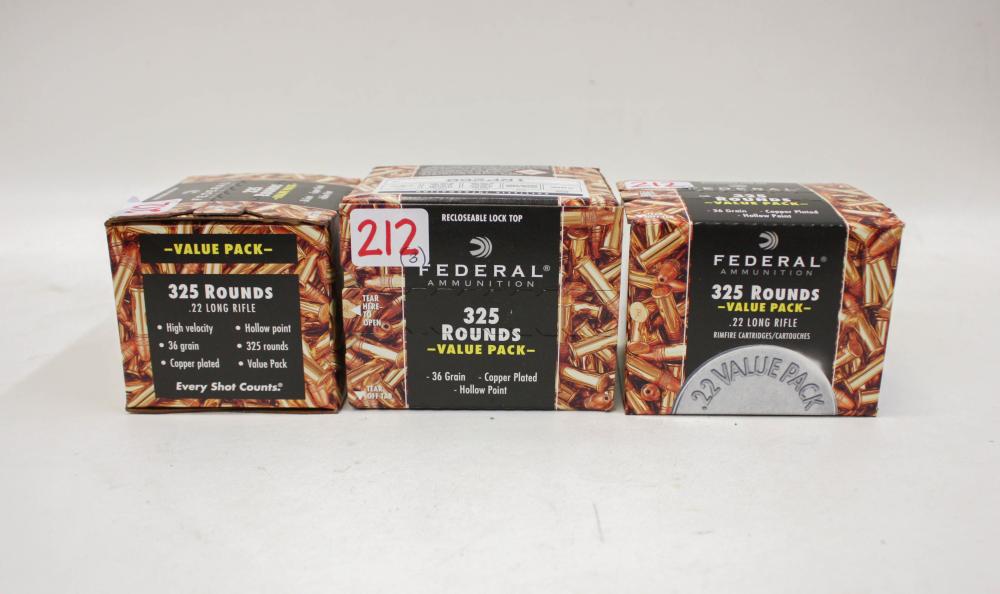 325
-VALUE PACK-
325 ROUNDS
.22 LONG RIFLE
• High velocity
• 36 grain
• Copper plated
• Hollow point
• 325 rounds
• Value Pack
Every Shot Counts.®
212
RECLOSEABLE LOCK TOP
FEDERAL®
AMMUNITION
TEAR
HERE TO
OPEN
325
ROUNDS
-VALUE PACK-
- 36 Grain - Copper Plated
- Hollow Point
TEAR
OFF TAB
212
FEDERAL
325 ROUNDS
VALUE PACK
- 36 Grain - Copper Plated
- Hollow Point
FEDERAL®
AMMUNITION
325 ROUNDS
-VALUE PACK-
.22 LONG RIFLE
RIMFIRE CARTRIDGES/CARTOUCHES
.22 VALUE PACK